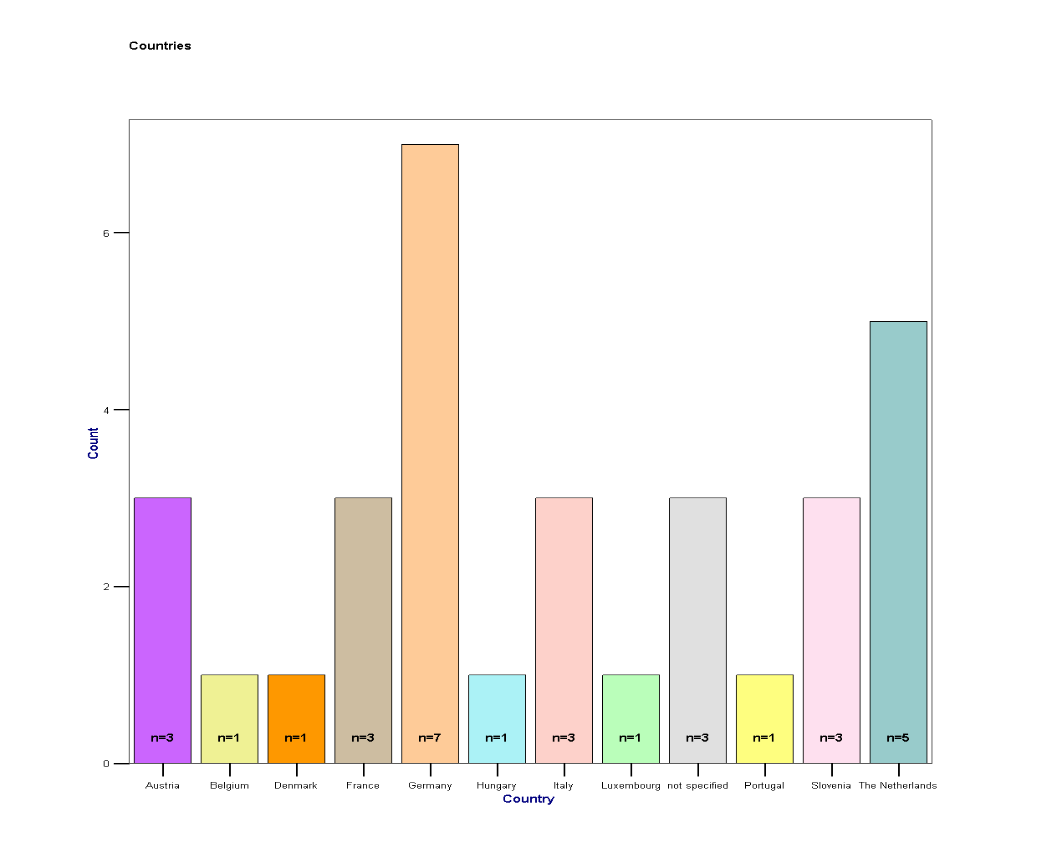 Countries
6
4
2
0
Count
n=3 n=1 n=1 n=3 n=7 n=1 n=3 n=1 n=3 n=1 n=3 n=5
Austria Belgium Denmark France Germany Hungary Italy Luxembourg not specified Portugal Slovenia The Netherlands
Country